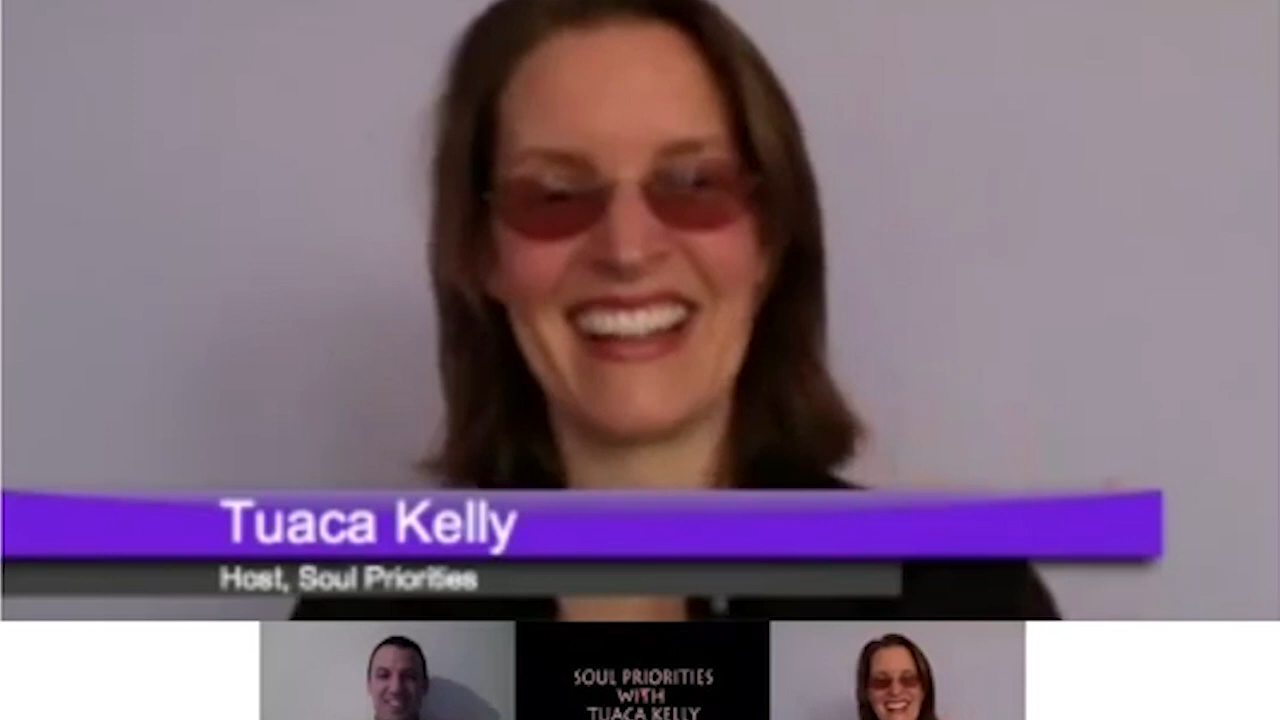 Tuaca Kelly
Host, Soul Priorities
SOUL PRIORITIES
WITH
TUACA KELLY